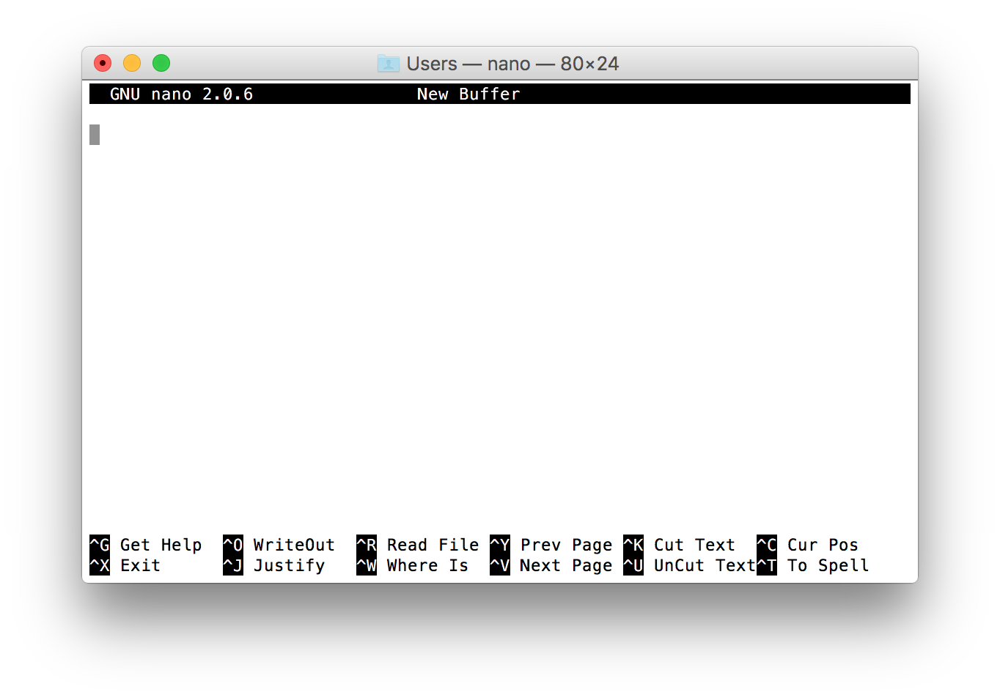 Users — nano — 80×24
GNU nano 2.0.6 New Buffer
^G Get Help ^O WriteOut ^R Read File ^Y Prev Page ^K Cut Text ^C Cur Pos
^X Exit ^J Justify ^W Where Is ^V Next Page ^U UnCut Text ^T To Spell